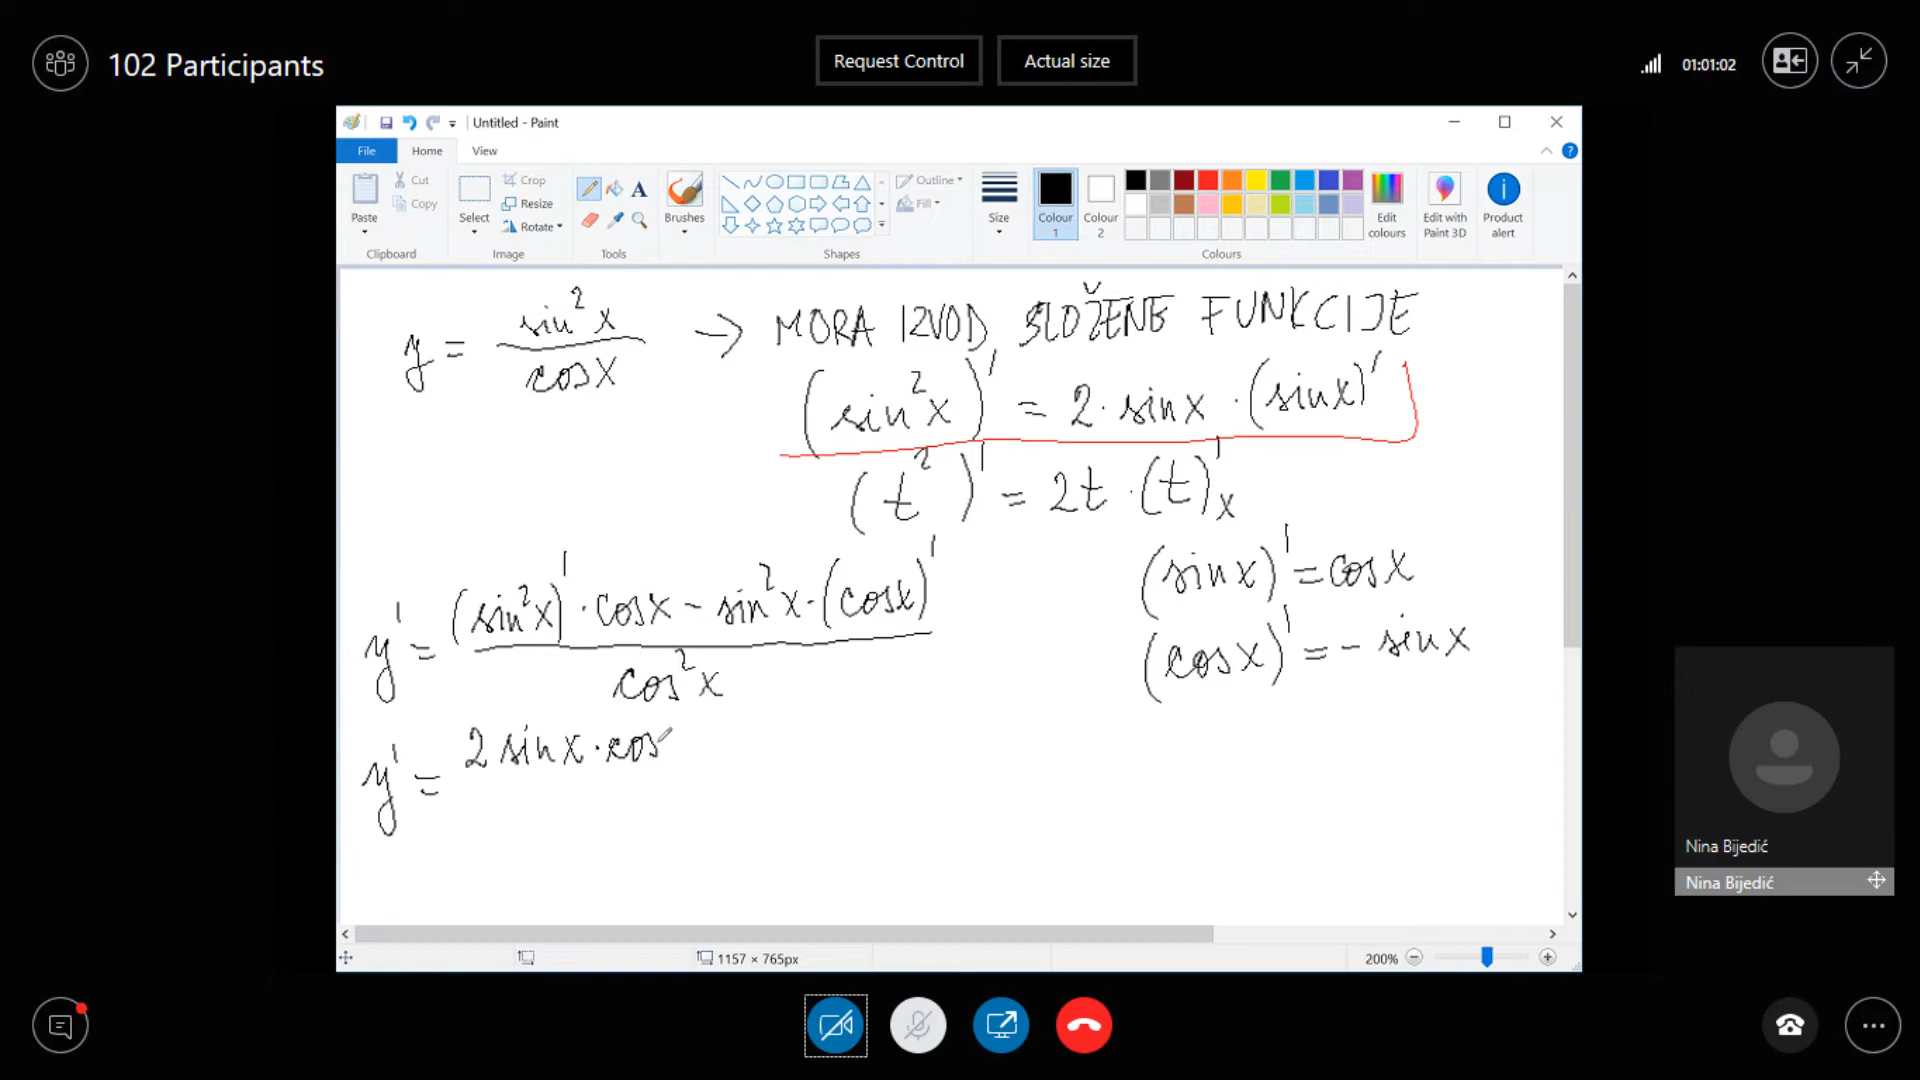 102 Participants
Request Control
Actual size
01:01:02
Untitled - Paint
File Home View
Paste
Cut
Copy
Clipboard
Select
Crop
Resize
Rotate
Image
A
Tools
Brushes
Shapes
Outline
Fill
Size
Colour 1
Colour 2
Edit colours
Colours
Edit with Paint 3D
Product alert
y = sin²x / cosx → MORA IZVOD SLOŽENE FUNKCIJE
(sin²x)' = 2·sinx·(sinx)'
(t²)' = 2t·(t)'ₓ
(sinx)' = cosx
(cosx)' = - sinx
y' = (sin²x)'·cosx - sin²x·(cosx)' / cos²x
y' = 2sinx·cos
1157 × 765px
200%
Nina Bijedić
Nina Bijedić